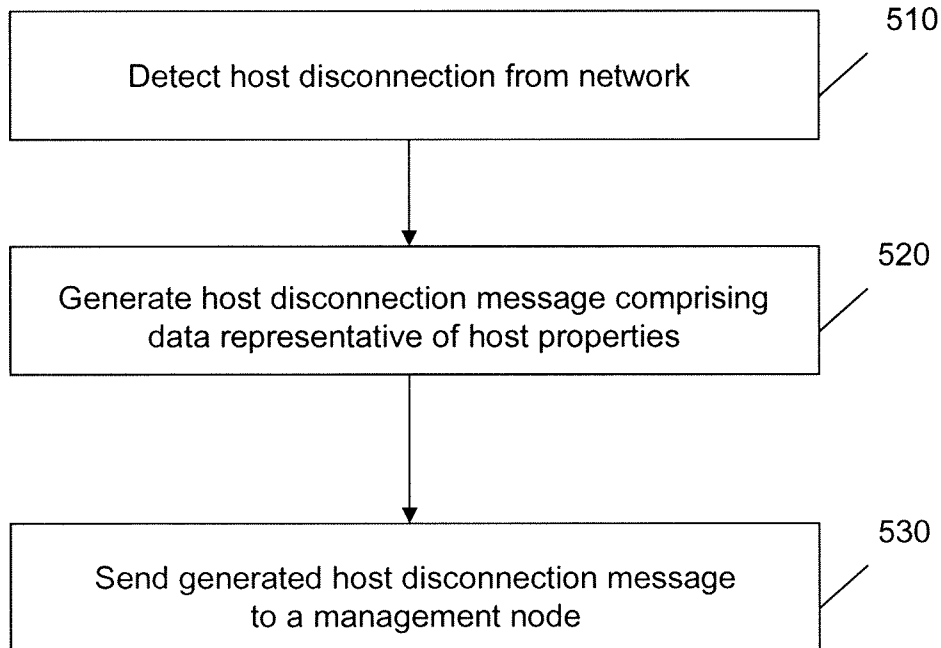 510
Detect host disconnection from network
520
Generate host disconnection message comprising
data representative of host properties
530
Send generated host disconnection message
to a management node